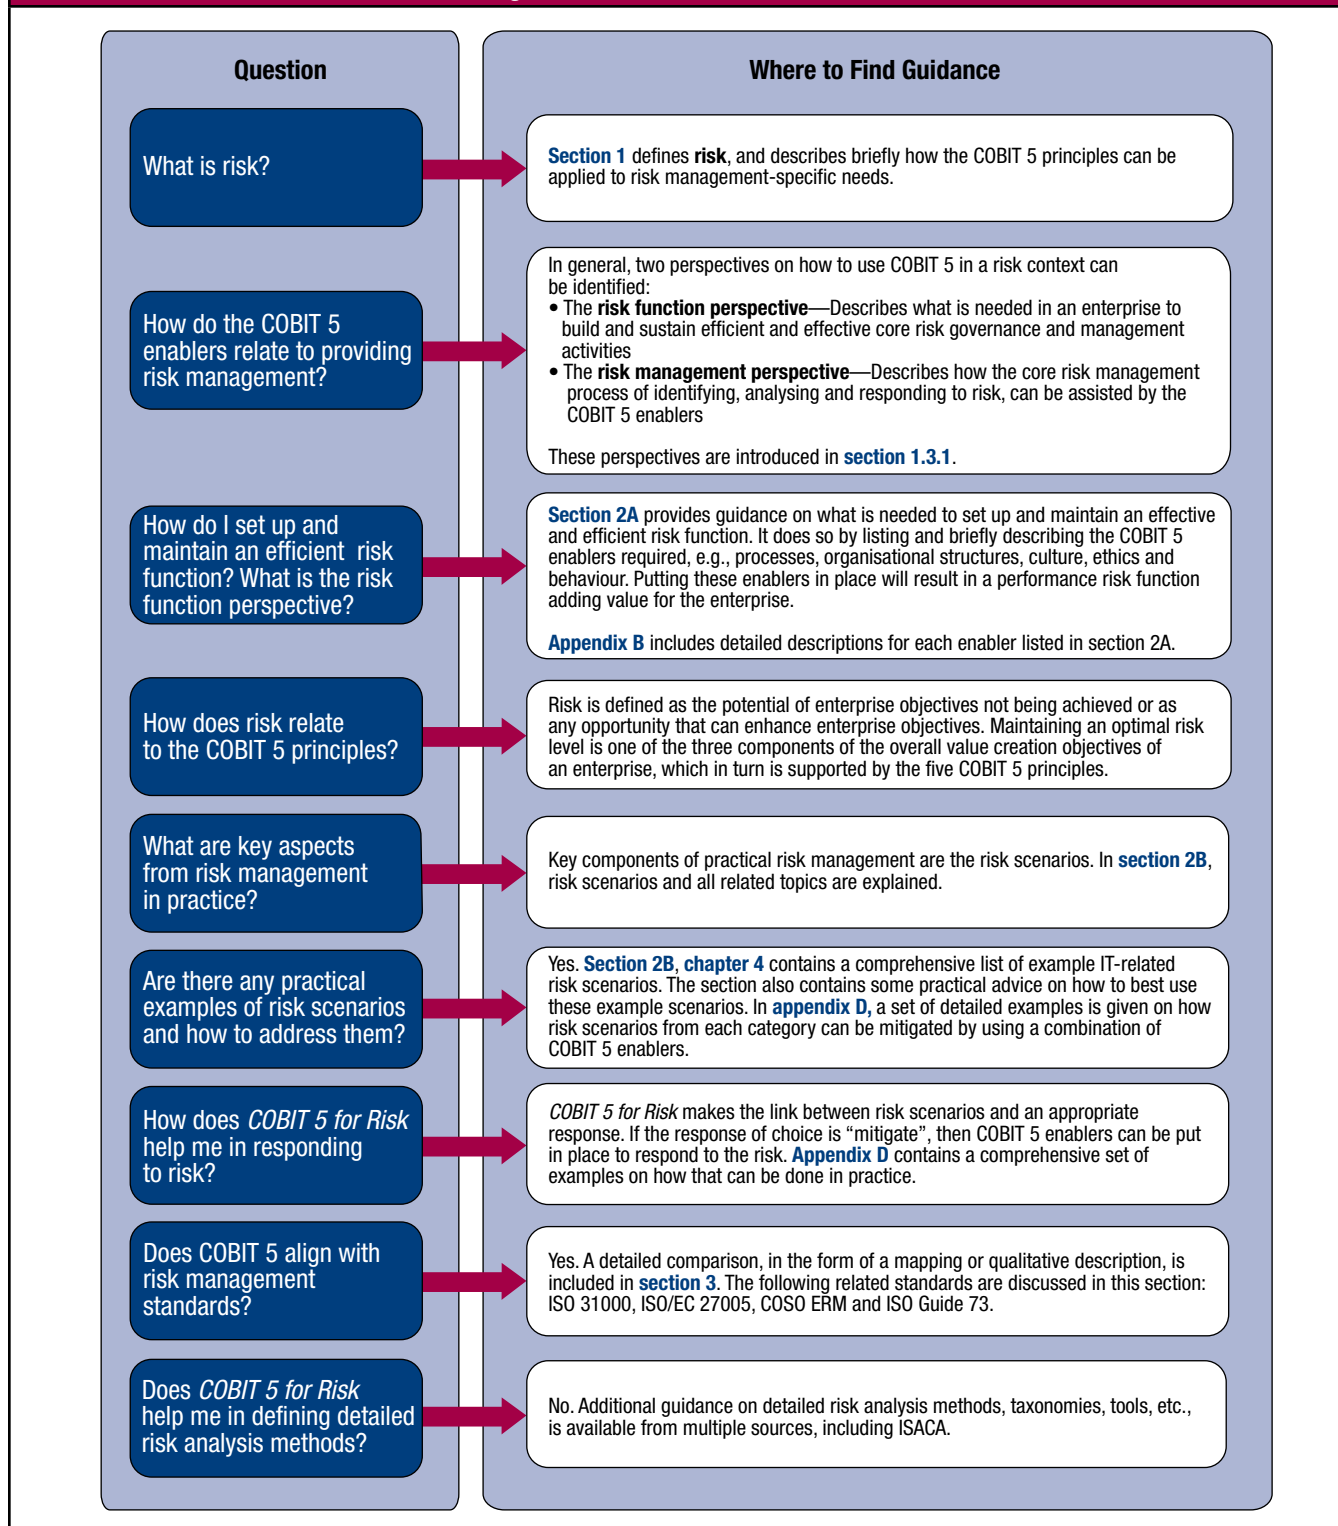 Question
Where to Find Guidance
What is risk?
Section 1 defines risk, and describes briefly how the COBIT 5 principles can be
applied to risk management-specific needs.
How do the COBIT 5
enablers relate to providing
risk management?
In general, two perspectives on how to use COBIT 5 in a risk context can
be identified:
• The risk function perspective—Describes what is needed in an enterprise to
build and sustain efficient and effective core risk governance and management
activities
• The risk management perspective—Describes how the core risk management
process of identifying, analysing and responding to risk, can be assisted by the
COBIT 5 enablers
These perspectives are introduced in section 1.3.1.
How do I set up and
maintain an efficient risk
function? What is the risk
function perspective?
Section 2A provides guidance on what is needed to set up and maintain an effective
and efficient risk function. It does so by listing and briefly describing the COBIT 5
enablers required, e.g., processes, organisational structures, culture, ethics and
behaviour. Putting these enablers in place will result in a performance risk function
adding value for the enterprise.
Appendix B includes detailed descriptions for each enabler listed in section 2A.
How does risk relate
to the COBIT 5 principles?
Risk is defined as the potential of enterprise objectives not being achieved or as
any opportunity that can enhance enterprise objectives. Maintaining an optimal risk
level is one of the three components of the overall value creation objectives of
an enterprise, which in turn is supported by the five COBIT 5 principles.
What are key aspects
from risk management
in practice?
Key components of practical risk management are the risk scenarios. In section 2B,
risk scenarios and all related topics are explained.
Are there any practical
examples of risk scenarios
and how to address them?
Yes. Section 2B, chapter 4 contains a comprehensive list of example IT-related
risk scenarios. The section also contains some practical advice on how to best use
these example scenarios. In appendix D, a set of detailed examples is given on how
risk scenarios from each category can be mitigated by using a combination of
COBIT 5 enablers.
How does COBIT 5 for Risk
help me in responding
to risk?
COBIT 5 for Risk makes the link between risk scenarios and an appropriate
response. If the response of choice is “mitigate”, then COBIT 5 enablers can be put
in place to respond to the risk. Appendix D contains a comprehensive set of
examples on how that can be done in practice.
Does COBIT 5 align with
risk management
standards?
Yes. A detailed comparison, in the form of a mapping or qualitative description, is
included in section 3. The following related standards are discussed in this section:
ISO 31000, ISO/EC 27005, COSO ERM and ISO Guide 73.
Does COBIT 5 for Risk
help me in defining detailed
risk analysis methods?
No. Additional guidance on detailed risk analysis methods, taxonomies, tools, etc.,
is available from multiple sources, including ISACA.